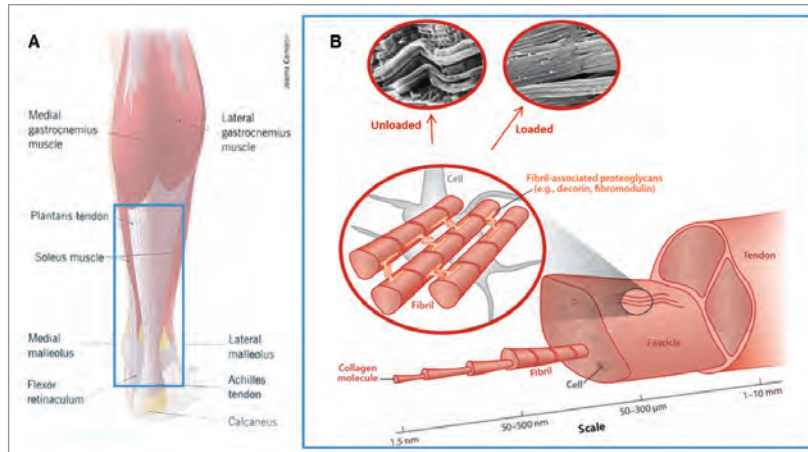 A
Joanna Cameron
Medial
gastrocnemius
muscle
Lateral
gastrocnemius
muscle
Plantaris tendon
Soleus muscle
Medial
malleolus
Lateral
malleolus
Flexor
retinaculum
Achilles
tendon
Calcaneus
B
Unloaded
Loaded
Cell
Fibril-associated proteoglycans
(e.g., decorin, fibromodulin)
Fibril
Tendon
Fascicle
Collagen
molecule
Fibril
Cell
1.5 nm
50–500 nm
50–300 μm
1–10 mm
Scale